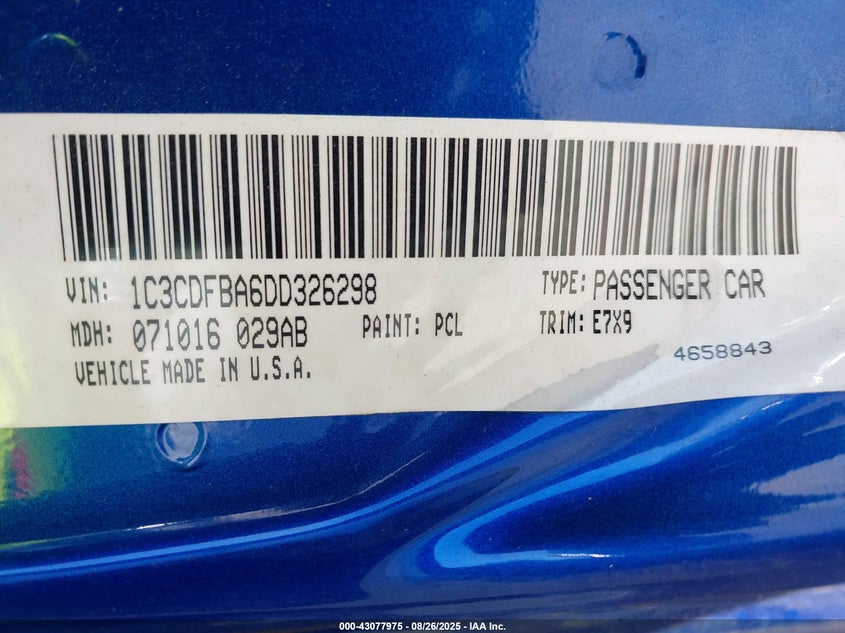 VIN: 1C3CDFBA6DD326298 TYPE: PASSENGER CAR
MDH: 071016 029AB PAINT: PCL TRIM: E7X9
VEHICLE MADE IN U.S.A. 4658843
000-43077975 - 08/26/2025 - IAA Inc.